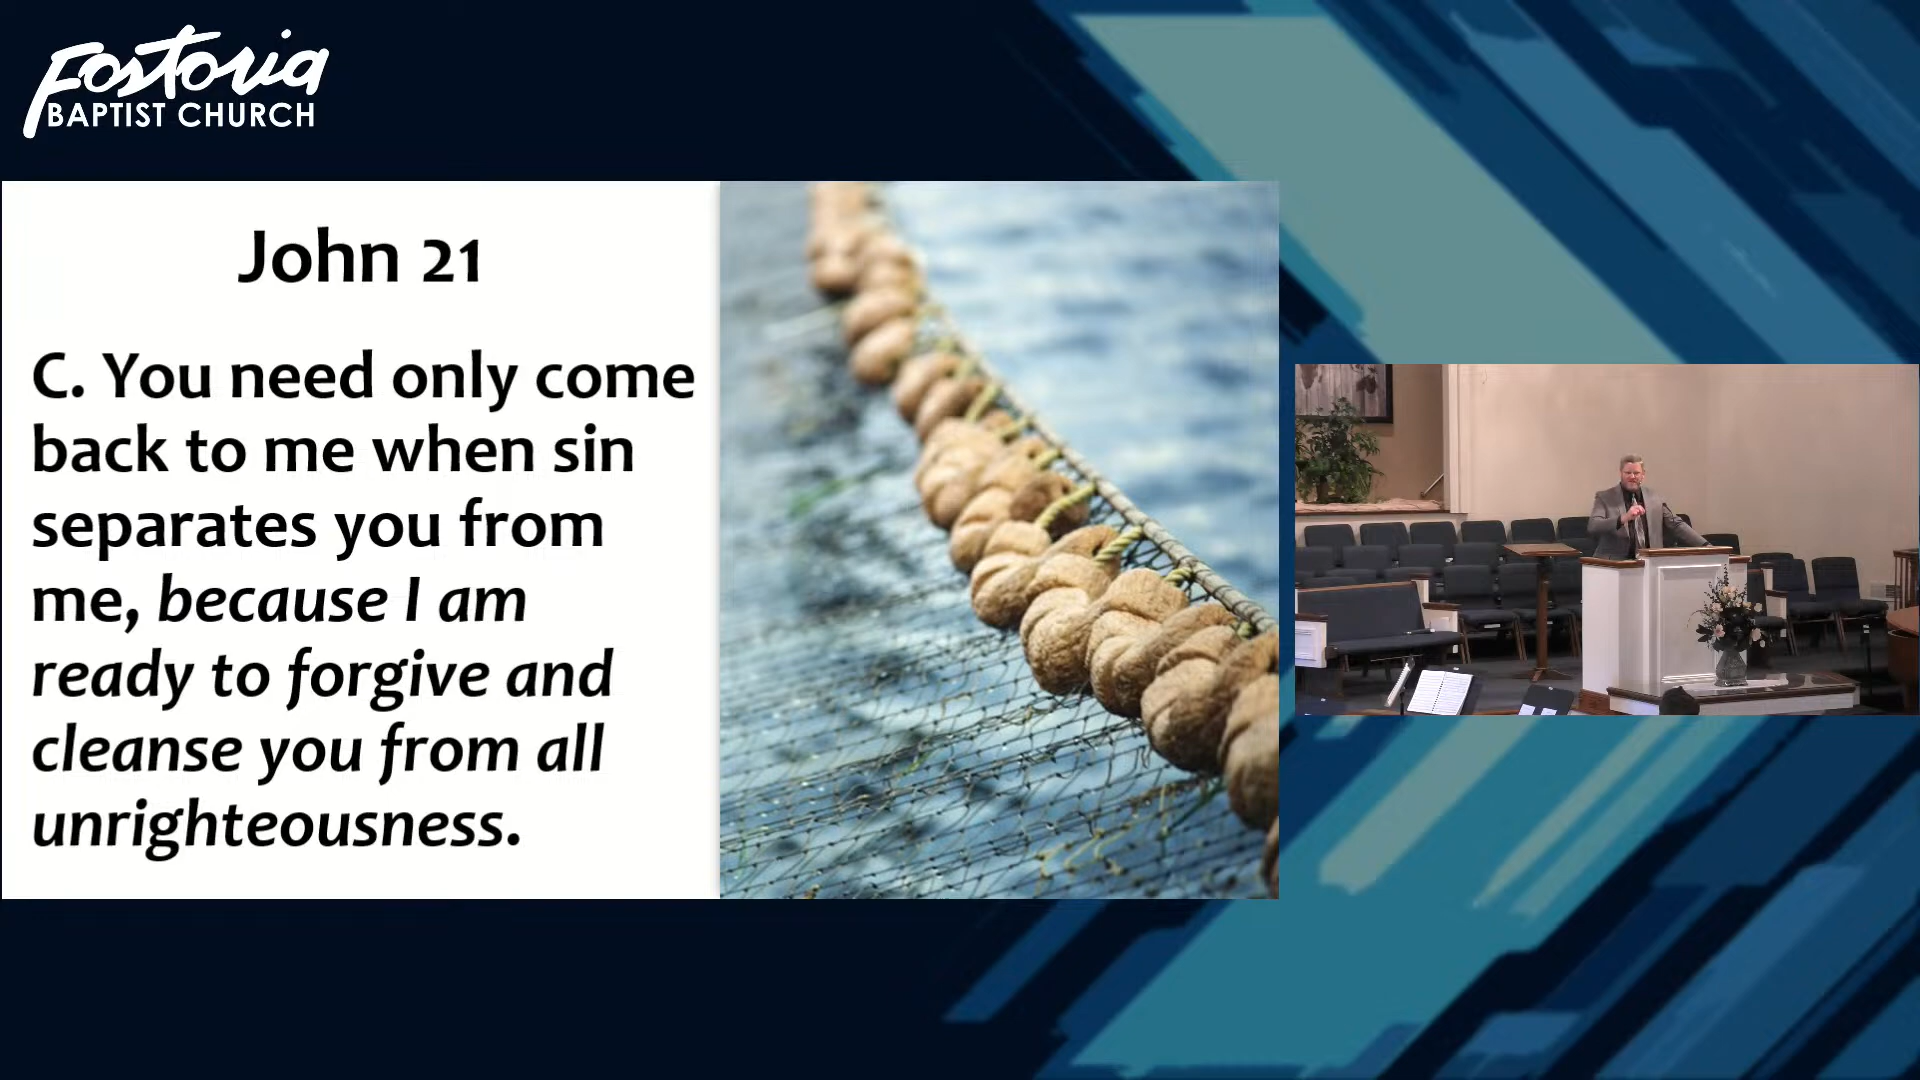 Fostoria
BAPTIST CHURCH
John 21
C. You need only come
back to me when sin
separates you from
me, because I am
ready to forgive and
cleanse you from all
unrighteousness.